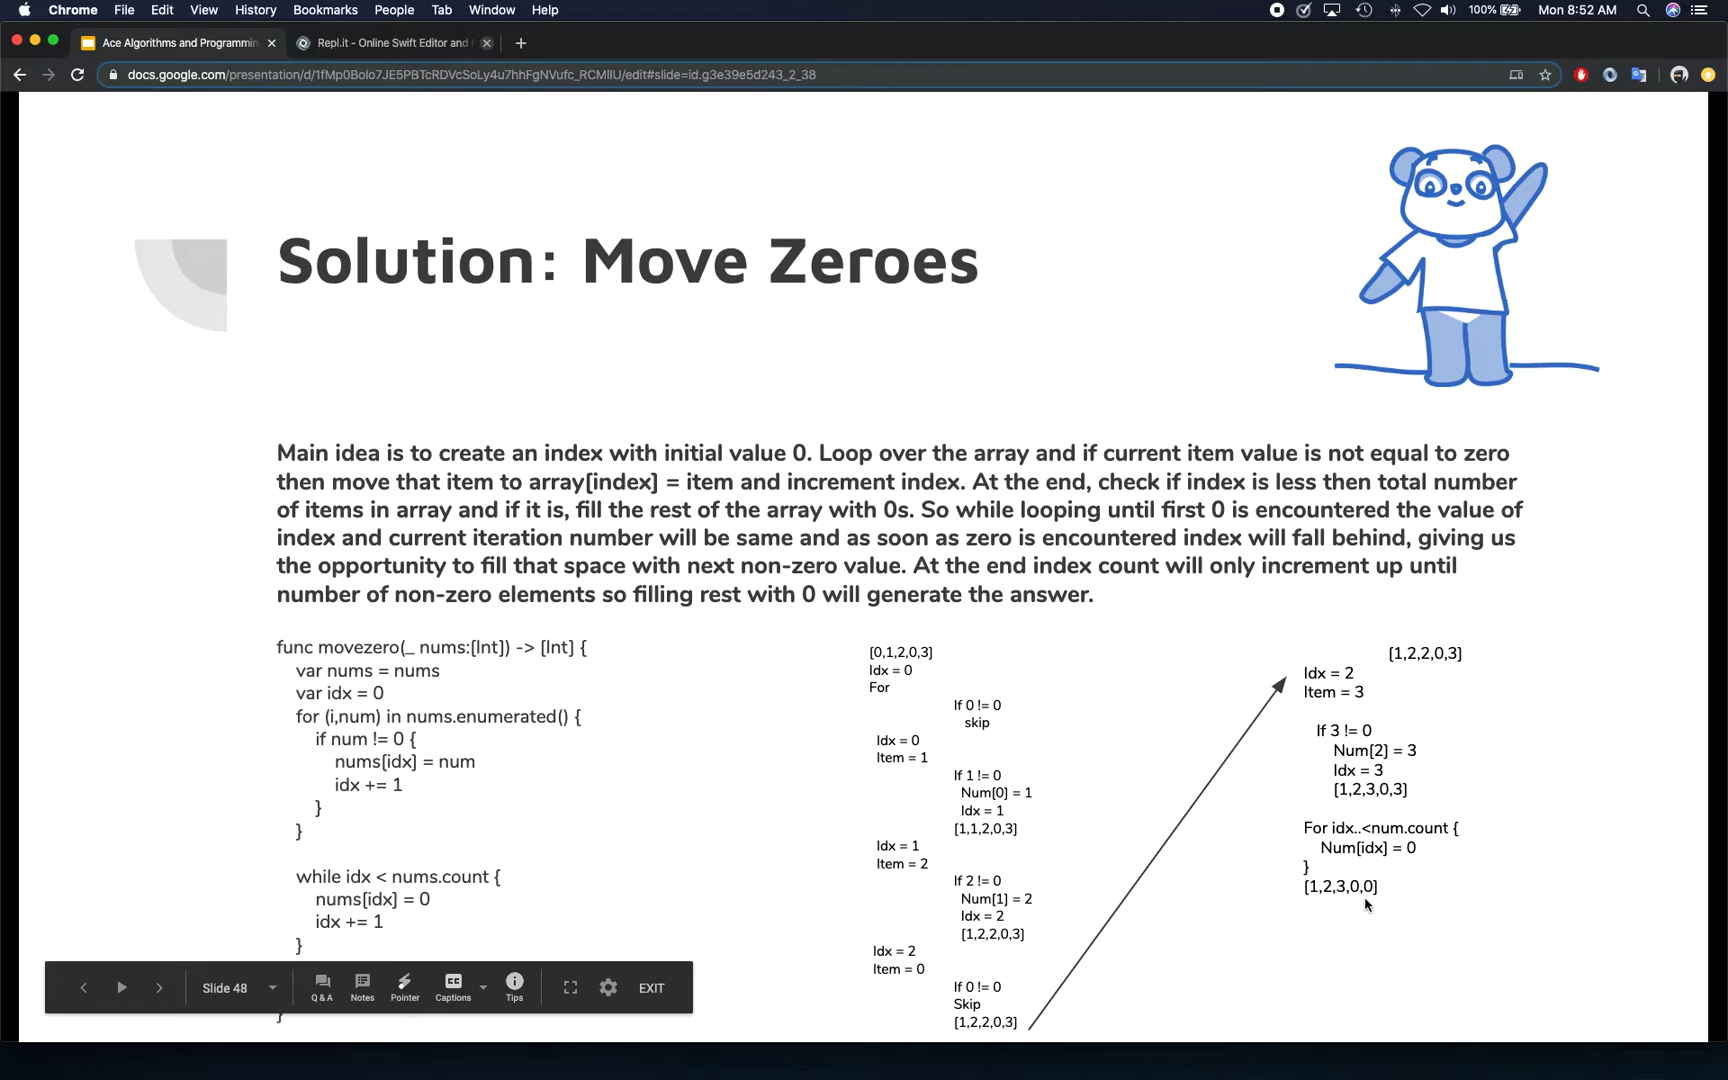 Chrome File Edit View History Bookmarks People Tab Window Help 100% Mon 8:52 AM
Ace Algorithms and Programmin
Repl.it - Online Swift Editor and
docs.google.com/presentation/d/1fMp0Bolo7JE5PBTcRDVcSoLy4u7hhFgNVufc_RCMlIU/edit#slide=id.g3e39e5d243_2_38
Solution: Move Zeroes
Main idea is to create an index with initial value 0. Loop over the array and if current item value is not equal to zero
then move that item to array[index] = item and increment index. At the end, check if index is less then total number
of items in array and if it is, fill the rest of the array with 0s. So while looping until first 0 is encountered the value of
index and current iteration number will be same and as soon as zero is encountered index will fall behind, giving us
the opportunity to fill that space with next non-zero value. At the end index count will only increment up until
number of non-zero elements so filling rest with 0 will generate the answer.
func movezero(_ nums:[Int]) -> [Int] {
var nums = nums
var idx = 0
for (i,num) in nums.enumerated() {
if num != 0 {
nums[idx] = num
idx += 1
}
}
while idx < nums.count {
nums[idx] = 0
idx += 1
}
}
[0,1,2,0,3]
Idx = 0
For
If 0 != 0
skip
Idx = 0
Item = 1
If 1 != 0
Num[0] = 1
Idx = 1
[1,1,2,0,3]
Idx = 1
Item = 2
If 2 != 0
Num[1] = 2
Idx = 2
[1,2,2,0,3]
Idx = 2
Item = 0
If 0 != 0
Skip
[1,2,2,0,3]
[1,2,2,0,3]
Idx = 2
Item = 3
If 3 != 0
Num[2] = 3
Idx = 3
[1,2,3,0,3]
For idx..<num.count {
Num[idx] = 0
}
[1,2,3,0,0]
Slide 48
Q & A
Notes
Pointer
CC
Captions
Tips
EXIT